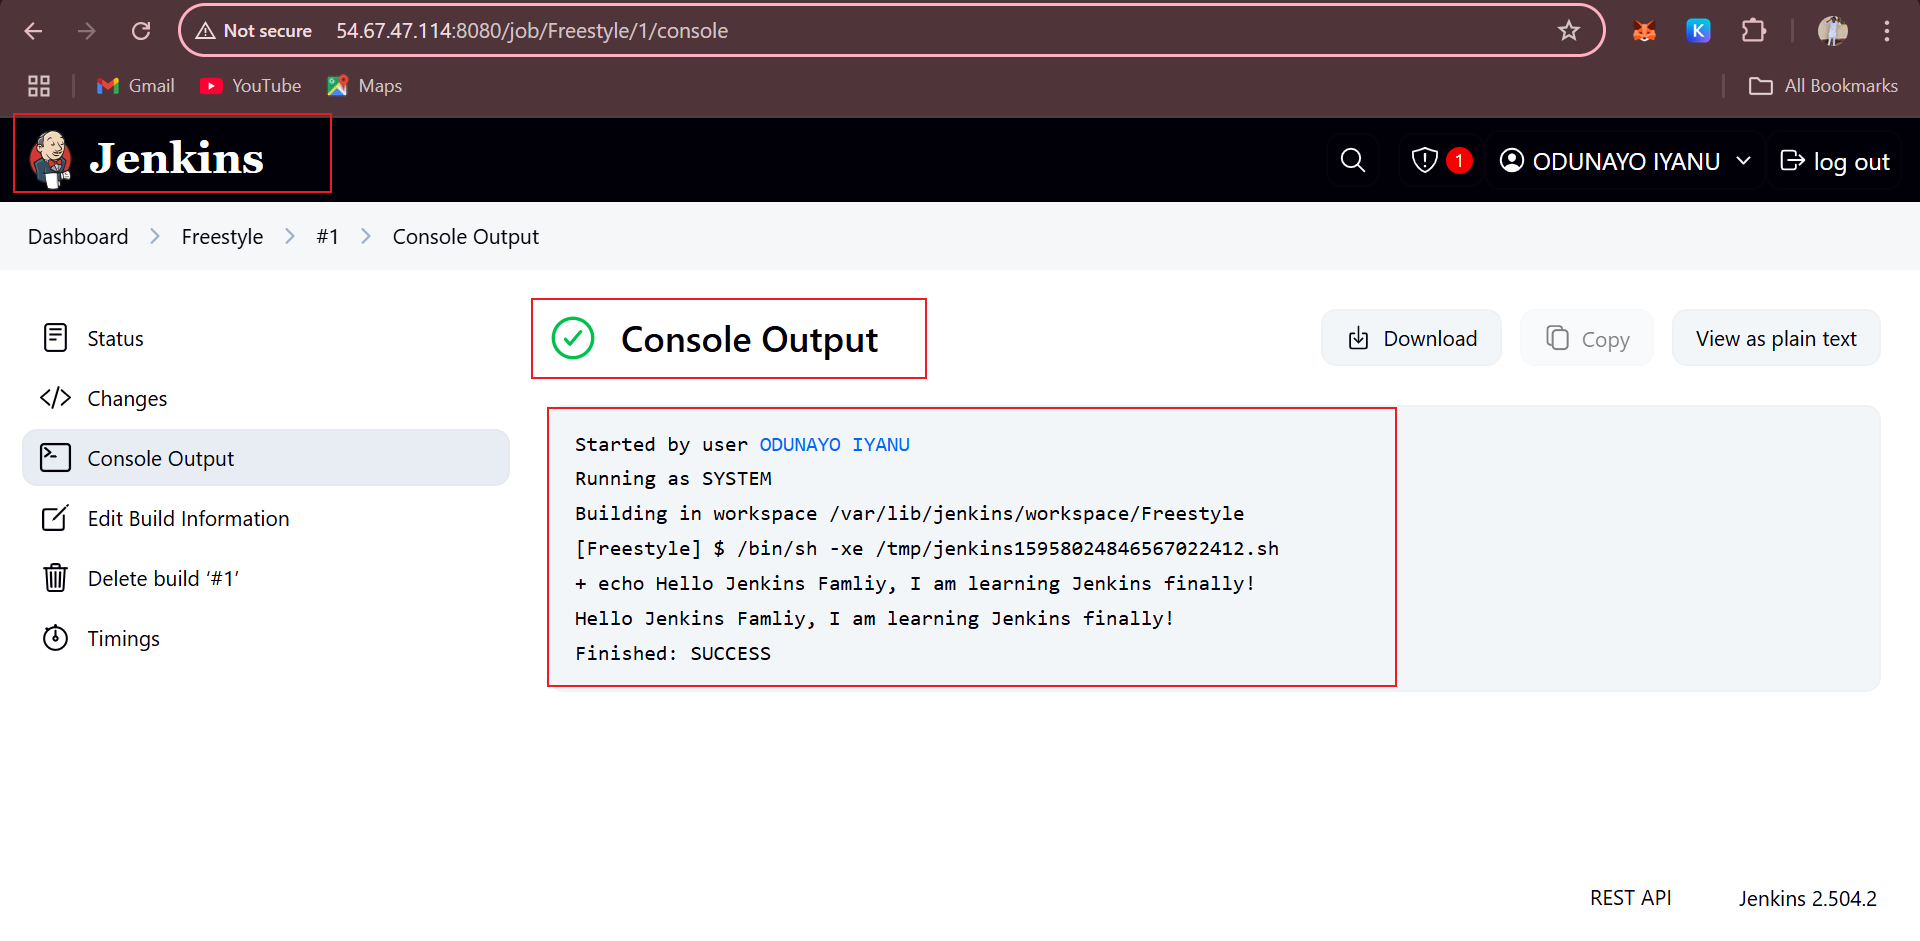 Not secure 54.67.47.114:8080/job/Freestyle/1/console K
Gmail YouTube Maps All Bookmarks
Jenkins 1 ODUNAYO IYANU log out
Dashboard Freestyle #1 Console Output
Status
Changes
Console Output
Edit Build Information
Delete build ‘#1’
Timings
Console Output Download Copy View as plain text
Started by user ODUNAYO IYANU
Running as SYSTEM
Building in workspace /var/lib/jenkins/workspace/Freestyle
[Freestyle] $ /bin/sh -xe /tmp/jenkins15958024846567022412.sh
+ echo Hello Jenkins Famliy, I am learning Jenkins finally!
Hello Jenkins Famliy, I am learning Jenkins finally!
Finished: SUCCESS
REST API Jenkins 2.504.2